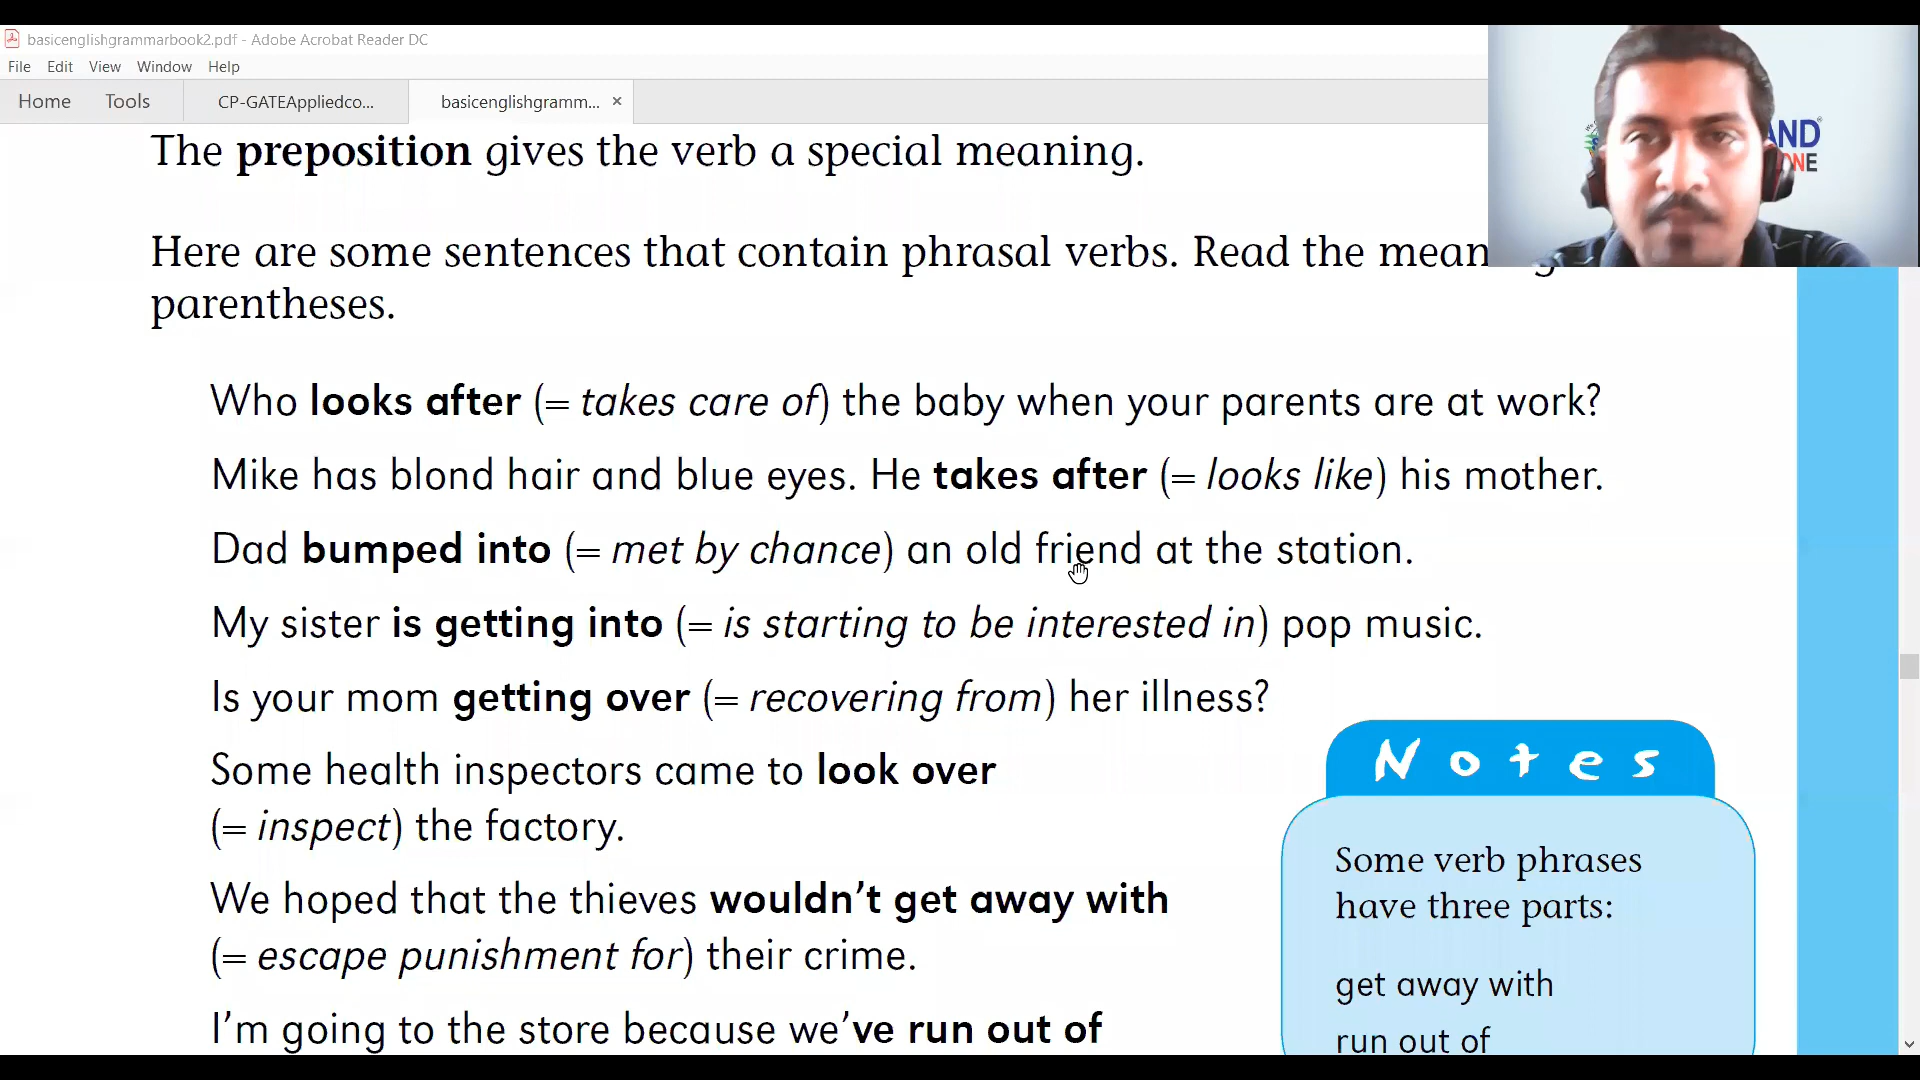 basicenglishgrammarbook2.pdf - Adobe Acrobat Reader DC
File Edit View Window Help
Home Tools CP-GATEAppliedco... basicenglishgramm... ×
AND
The preposition gives the verb a special meaning.
Here are some sentences that contain phrasal verbs. Read the
parentheses.
Who looks after (= takes care of) the baby when your parents are at work?
Mike has blond hair and blue eyes. He takes after (= looks like) his mother.
Dad bumped into (= met by chance) an old friend at the station.
My sister is getting into (= is starting to be interested in) pop music.
Is your mom getting over (= recovering from) her illness?
Some health inspectors came to look over
(= inspect) the factory.
We hoped that the thieves wouldn't get away with
(= escape punishment for) their crime.
I'm going to the store because we've run out of
Notes
Some verb phrases
have three parts:
get away with
run out of